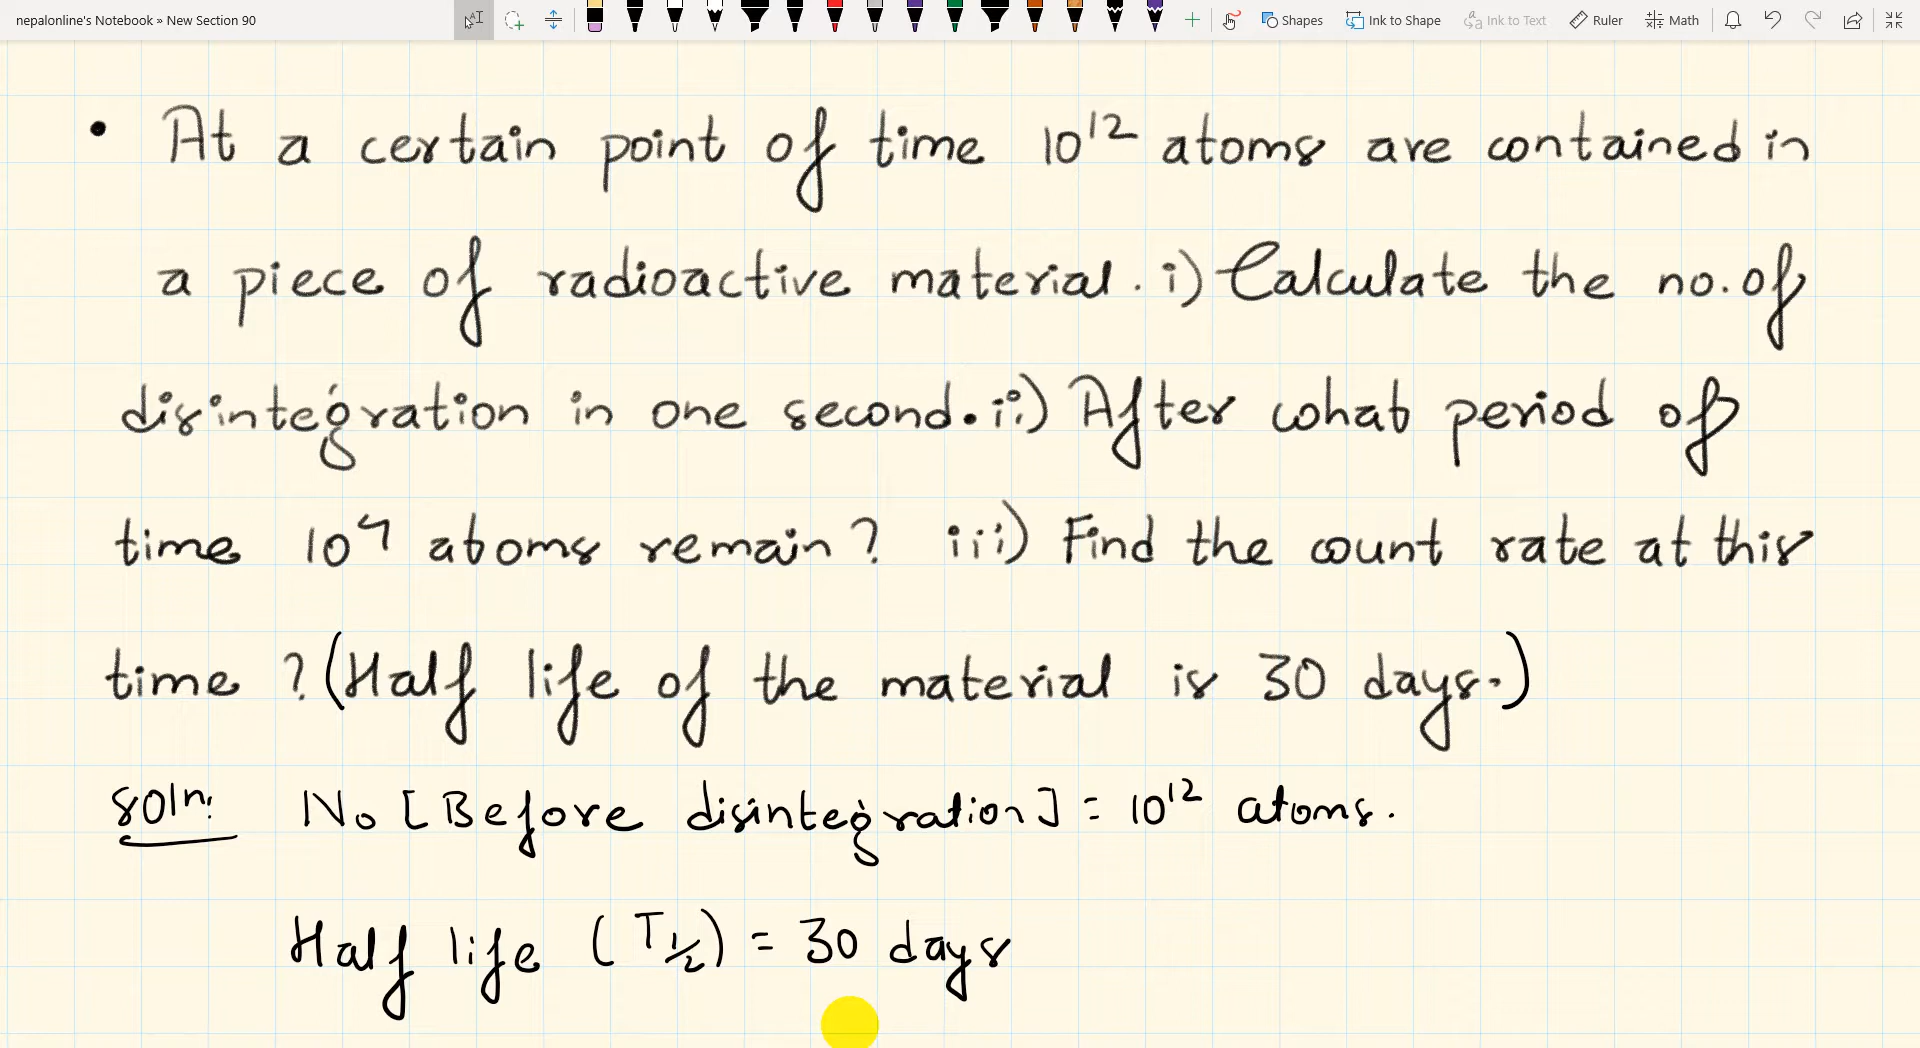 nepalonline's Notebook » New Section 90
Shapes Ink to Shape Ink to Text Ruler Math
• At a certain point of time 10¹² atoms are contained in
a piece of radioactive material. i) Calculate the no. of
disintegration in one second. ii) After what period of
time 10⁴ atoms remain? iii) Find the count rate at this
time? (Half life of the material is 30 days.)
soln: No [Before disintegration] = 10¹² atoms.
Half life (T½) = 30 days